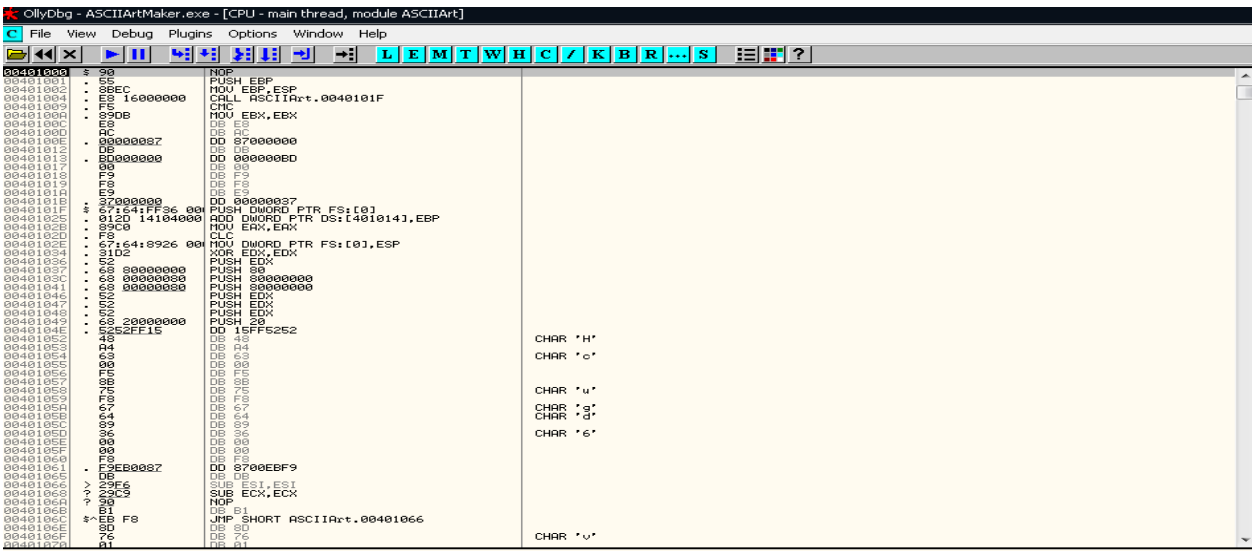 OllyDbg - ASCIIArtMaker.exe - [CPU - main thread, module ASCIIArt]
C File View Debug Plugins Options Window Help
L E M T W H C / K B R ... S ?
00401000 $ 90 NOP
00401001 . 55 PUSH EBP
00401002 . 8BEC MOV EBP,ESP
00401004 . E8 16000000 CALL ASCIIArt.0040101F
00401009 . F5 CMC
0040100A . 89DB MOV EBX,EBX
0040100C E8 DB E8
0040100D AC DB AC
0040100E . 00000087 DD 87000000
00401012 DB DB DB
00401013 . BD000000 DD 000000BD
00401017 00 DB 00
00401018 F9 DB F9
00401019 F8 DB F8
0040101A E9 DB E9
0040101B . 37000000 DD 00000037
0040101F $ 67:64:FF36 00 PUSH DWORD PTR FS:[0]
00401025 . 012D 14104000 ADD DWORD PTR DS:[401014],EBP
0040102B . 89C0 MOV EAX,EAX
0040102D . F8 CLC
0040102E . 67:64:8926 00 MOV DWORD PTR FS:[0],ESP
00401034 . 31D2 XOR EDX,EDX
00401036 . 52 PUSH EDX
00401037 . 68 80000000 PUSH 80
0040103C . 68 00000080 PUSH 80000000
00401041 . 68 00000080 PUSH 80000000
00401046 . 52 PUSH EDX
00401047 . 52 PUSH EDX
00401048 . 52 PUSH EDX
00401049 . 68 20000000 PUSH 20
0040104E . 5252FF15 DD 15FF5252
00401052 48 DB 48 CHAR 'H'
00401053 A4 DB A4
00401054 63 DB 63 CHAR 'c'
00401055 00 DB 00
00401056 F5 DB F5
00401057 8B DB 8B
00401058 75 DB 75 CHAR 'u'
00401059 F8 DB F8
0040105A 67 DB 67 CHAR 'g'
0040105B 64 DB 64 CHAR 'd'
0040105C 89 DB 89
0040105D 36 DB 36 CHAR '6'
0040105E 00 DB 00
0040105F 00 DB 00
00401060 F8 DB F8
00401061 . F9EB0087 DD 8700EBF9
00401065 DB DB DB
00401066 > 29F6 SUB ESI,ESI
00401068 ? 29C9 SUB ECX,ECX
0040106A ? 90 NOP
0040106B B1 DB B1
0040106C $^EB F8 JMP SHORT ASCIIArt.00401066
0040106E 8D DB 8D
0040106F 76 DB 76 CHAR 'v'
00401070 01 DB 01